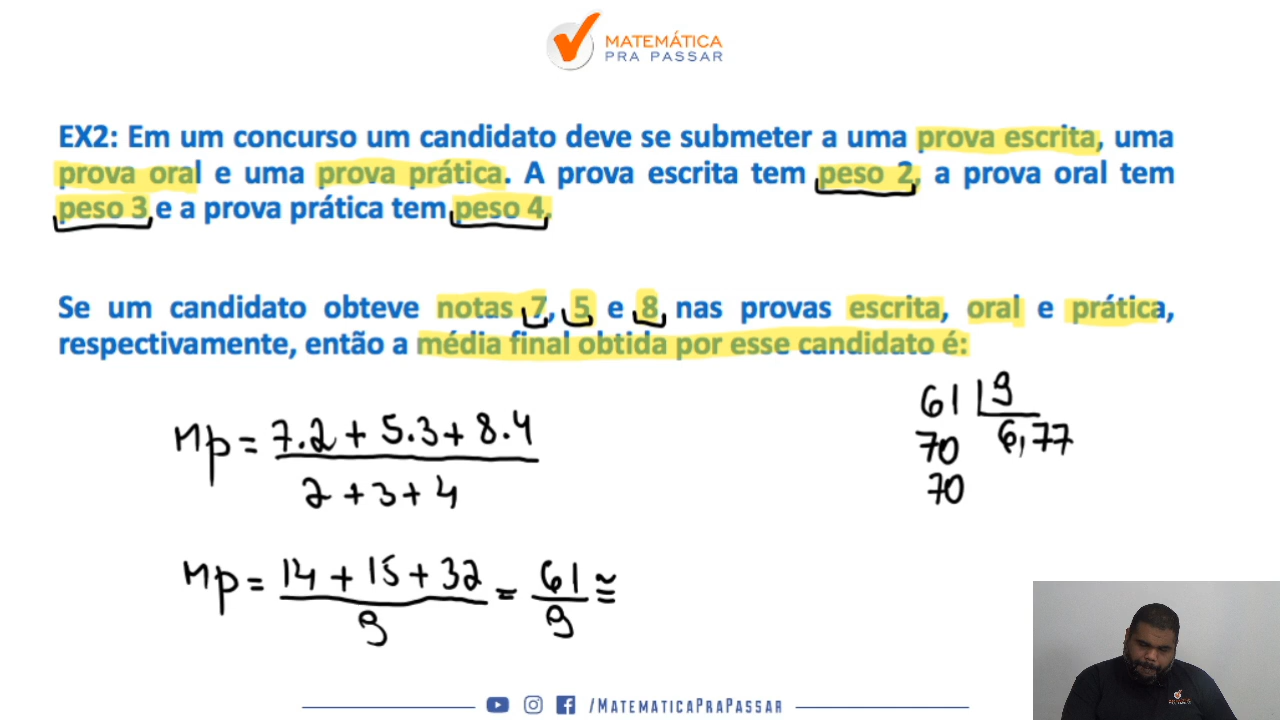 MATEMÁTICA
PRA PASSAR
EX2: Em um concurso um candidato deve se submeter a uma prova escrita, uma
prova oral e uma prova prática. A prova escrita tem peso 2, a prova oral tem
peso 3 e a prova prática tem peso 4.
Se um candidato obteve notas 7, 5 e 8 nas provas escrita, oral e prática,
respectivamente, então a média final obtida por esse candidato é:
Mp = 7.2 + 5.3 + 8.4
2 + 3 + 4
61 9
70 6,77
70
Mp = 14 + 15 + 32 = 61 ≅
9 9
/MATEMATICAPRAPASSAR